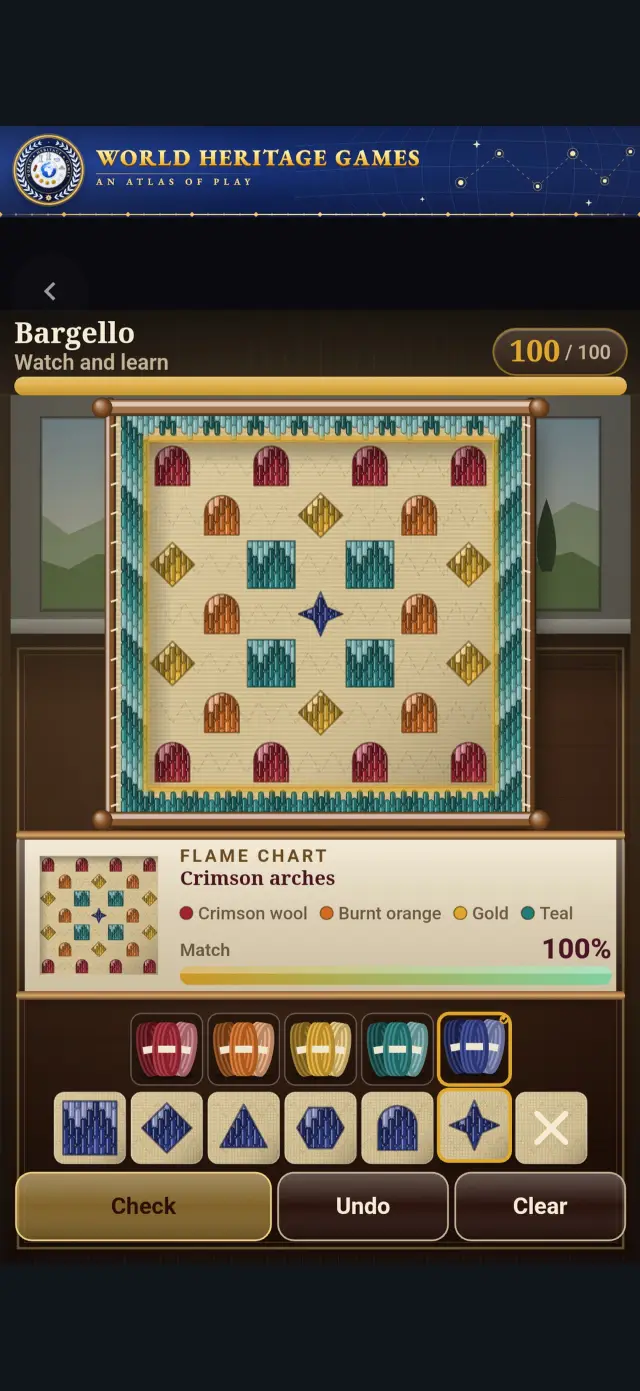 WORLD HERITAGE GAMES
AN ATLAS OF PLAY
Bargello
Watch and learn
100 / 100
FLAME CHART
Crimson arches
Crimson wool Burnt orange Gold Teal
Match 100%
Check Undo Clear